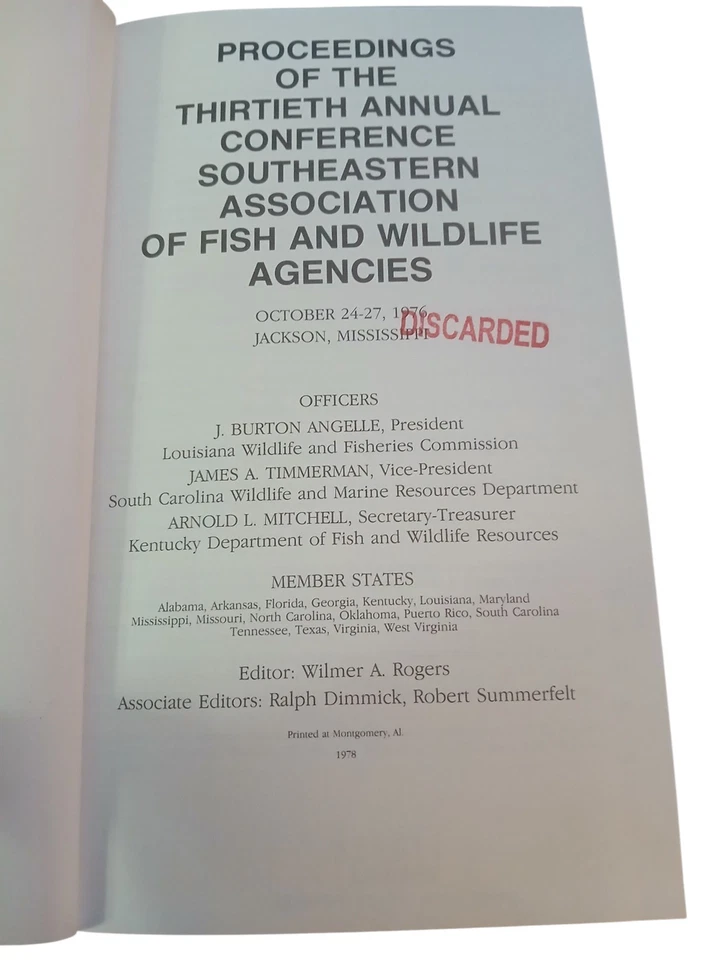 PROCEEDINGS
OF THE
THIRTIETH ANNUAL
CONFERENCE
SOUTHEASTERN
ASSOCIATION
OF FISH AND WILDLIFE
AGENCIES
OCTOBER 24-27, 1976
JACKSON, MISSISSIPPI
DISCARDED
OFFICERS
J. BURTON ANGELLE, President
Louisiana Wildlife and Fisheries Commission
JAMES A. TIMMERMAN, Vice-President
South Carolina Wildlife and Marine Resources Department
ARNOLD L. MITCHELL, Secretary-Treasurer
Kentucky Department of Fish and Wildlife Resources
MEMBER STATES
Alabama, Arkansas, Florida, Georgia, Kentucky, Louisiana, Maryland
Mississippi, Missouri, North Carolina, Oklahoma, Puerto Rico, South Carolina
Tennessee, Texas, Virginia, West Virginia
Editor: Wilmer A. Rogers
Associate Editors: Ralph Dimmick, Robert Summerfelt
Printed at Montgomery, Al.
1978